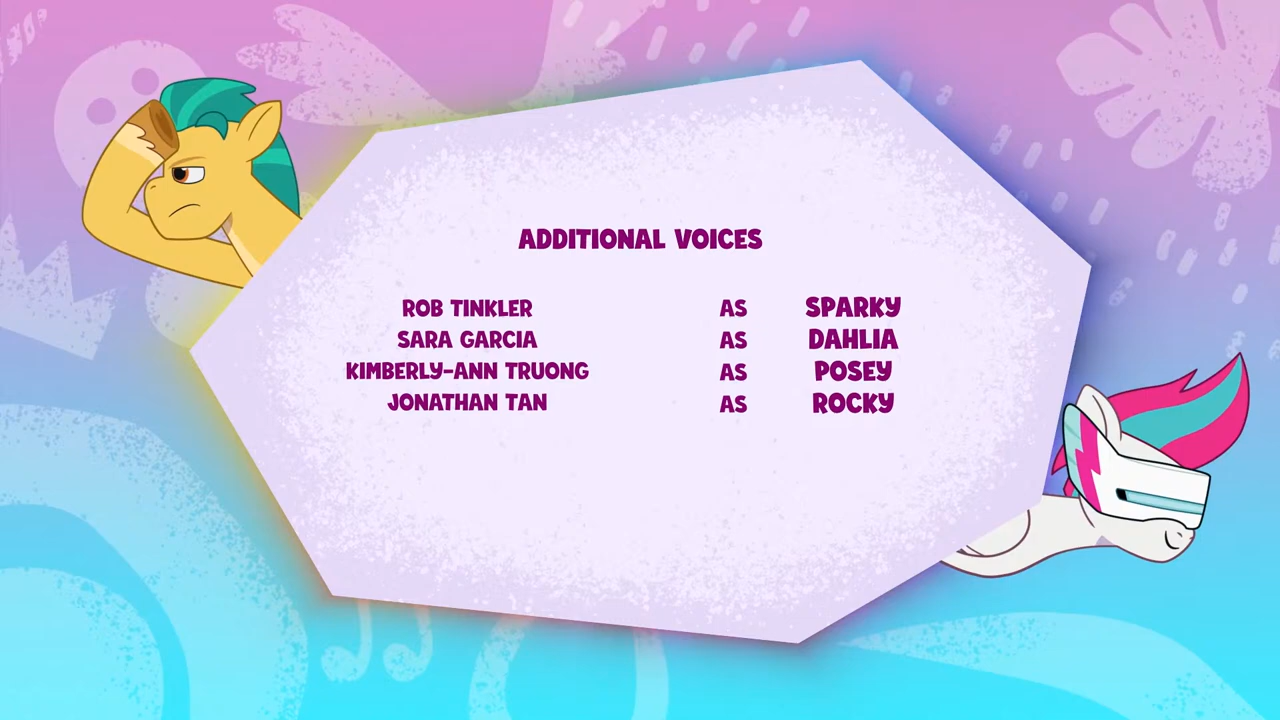 ADDITIONAL VOICES
ROB TINKLER AS SPARKY
SARA GARCIA AS DAHLIA
KIMBERLY-ANN TRUONG AS POSEY
JONATHAN TAN AS ROCKY